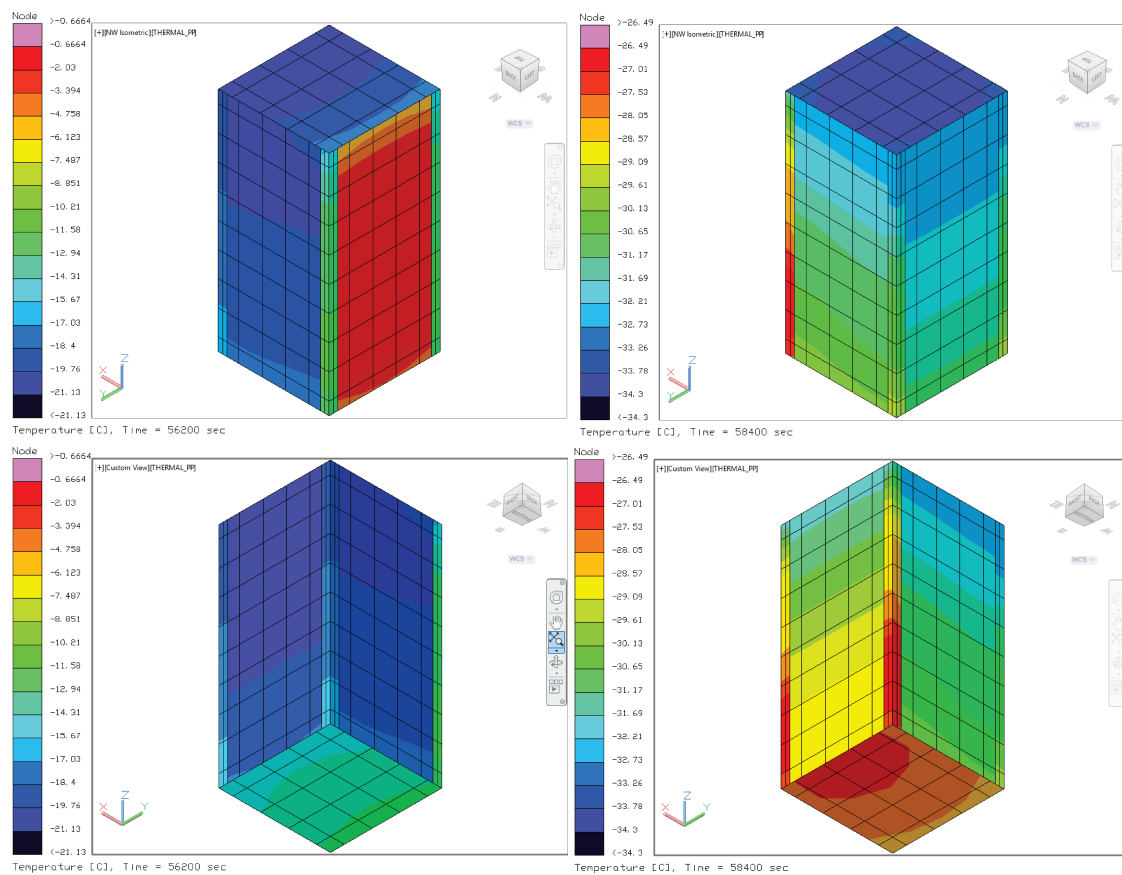 Node
>-0.6664
-0.6664
-2.03
-3.394
-4.758
-6.123
-7.487
-8.851
-10.21
-11.58
-12.94
-14.31
-15.67
-17.03
-18.4
-19.76
-21.13
<-21.13
Temperature [C], Time = 56200 sec
[+][NW Isometric][THERMAL_PP]
BACK
LEFT
WCS
X
Y
Z
Node
>-26.49
-26.49
-27.01
-27.53
-28.05
-28.57
-29.09
-29.61
-30.13
-30.65
-31.17
-31.69
-32.21
-32.73
-33.26
-33.78
-34.3
<-34.3
Temperature [C], Time = 58400 sec
[+][NW Isometric][THERMAL_PP]
BACK
LEFT
WCS
X
Y
Z
Node
>-0.6664
-0.6664
-2.03
-3.394
-4.758
-6.123
-7.487
-8.851
-10.21
-11.58
-12.94
-14.31
-15.67
-17.03
-18.4
-19.76
-21.13
<-21.13
Temperature [C], Time = 56200 sec
[+][Custom View][THERMAL_PP]
WCS
X
Y
Z
Node
>-26.49
-26.49
-27.01
-27.53
-28.05
-28.57
-29.09
-29.61
-30.13
-30.65
-31.17
-31.69
-32.21
-32.73
-33.26
-33.78
-34.3
<-34.3
Temperature [C], Time = 58400 sec
[+][Custom View][THERMAL_PP]
WCS
X
Y
Z